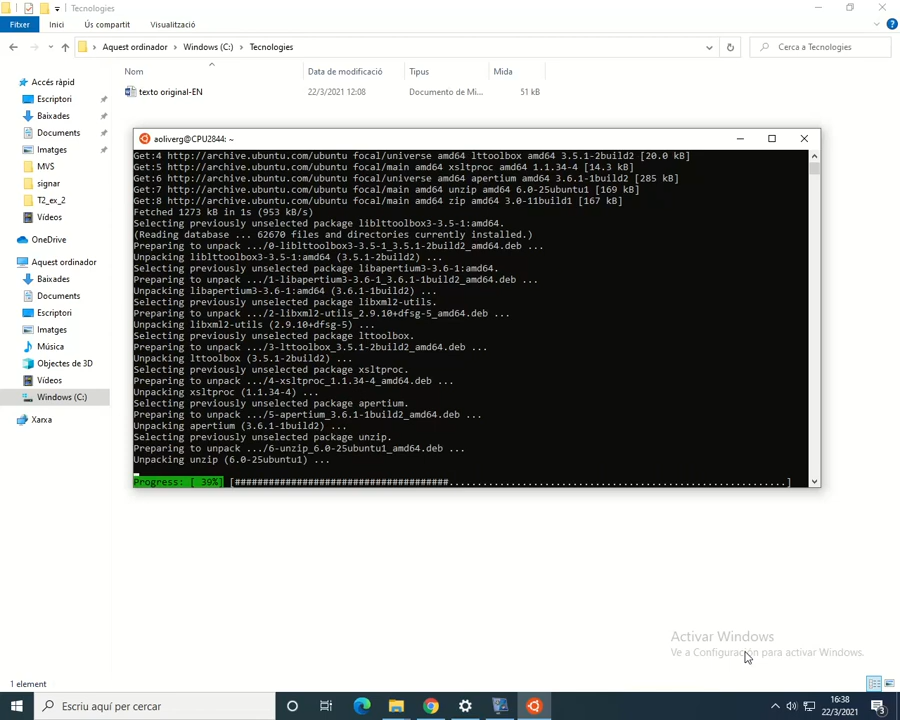 Tecnologies
Fitxer Inici Ús compartit Visualització
Aquest ordinador > Windows (C:) > Tecnologies
Cerca a Tecnologies
Nom Data de modificació Tipus Mida
texto original-EN 22/3/2021 12:08 Documento de Mi... 51 kB
Accés ràpid
Escriptori
Baixades
Documents
Imatges
MVS
signar
T2_ex_2
Vídeos
OneDrive
Aquest ordinador
Baixades
Documents
Escriptori
Imatges
Música
Objectes de 3D
Vídeos
Windows (C:)
Xarxa
aoliverg@CPU2844: ~
Get:4 http://archive.ubuntu.com/ubuntu focal/universe amd64 lttoolbox amd64 3.5.1-2build2 [20.0 kB]
Get:5 http://archive.ubuntu.com/ubuntu focal/main amd64 xsltproc amd64 1.1.34-4 [14.3 kB]
Get:6 http://archive.ubuntu.com/ubuntu focal/universe amd64 apertium amd64 3.6.1-1build2 [285 kB]
Get:7 http://archive.ubuntu.com/ubuntu focal/main amd64 unzip amd64 6.0-25ubuntu1 [169 kB]
Get:8 http://archive.ubuntu.com/ubuntu focal/main amd64 zip amd64 3.0-11build1 [167 kB]
Fetched 1273 kB in 1s (953 kB/s)
Selecting previously unselected package liblttoolbox3-3.5-1:amd64.
(Reading database ... 62670 files and directories currently installed.)
Preparing to unpack .../0-liblttoolbox3-3.5-1_3.5.1-2build2_amd64.deb ...
Unpacking liblttoolbox3-3.5-1:amd64 (3.5.1-2build2) ...
Selecting previously unselected package libapertium3-3.6-1:amd64.
Preparing to unpack .../1-libapertium3-3.6-1_3.6.1-1build2_amd64.deb ...
Unpacking libapertium3-3.6-1:amd64 (3.6.1-1build2) ...
Selecting previously unselected package libxml2-utils.
Preparing to unpack .../2-libxml2-utils_2.9.10+dfsg-5_amd64.deb ...
Unpacking libxml2-utils (2.9.10+dfsg-5) ...
Selecting previously unselected package lttoolbox.
Preparing to unpack .../3-lttoolbox_3.5.1-2build2_amd64.deb ...
Unpacking lttoolbox (3.5.1-2build2) ...
Selecting previously unselected package xsltproc.
Preparing to unpack .../4-xsltproc_1.1.34-4_amd64.deb ...
Unpacking xsltproc (1.1.34-4) ...
Selecting previously unselected package apertium.
Preparing to unpack .../5-apertium_3.6.1-1build2_amd64.deb ...
Unpacking apertium (3.6.1-1build2) ...
Selecting previously unselected package unzip.
Preparing to unpack .../6-unzip_6.0-25ubuntu1_amd64.deb ...
Unpacking unzip (6.0-25ubuntu1) ...
Progress: [ 39%] [#######################################.............................................................]
Activar Windows
Ve a Configuración para activar Windows.
1 element
Escriu aquí per cercar
16:38
22/3/2021
3